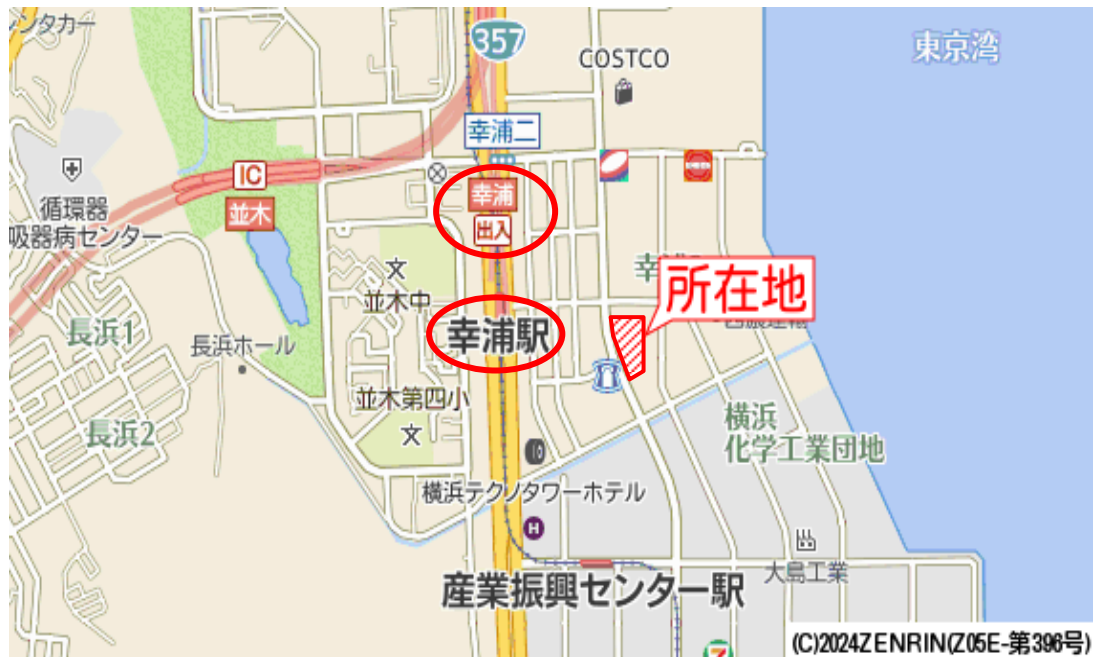 ンタカー
357
COSTCO
東京湾
幸浦二
IC
並木
幸浦
出入
循環器
吸器病センター
並木中
幸浦
所在地
長浜1
長浜ホール
幸浦駅
並木第四小
長浜2
横浜
化学工業団地
横浜テクノタワーホテル
H
大島工業
産業振興センター駅
7
(C)2024ZENRIN(Z05E-第396号)